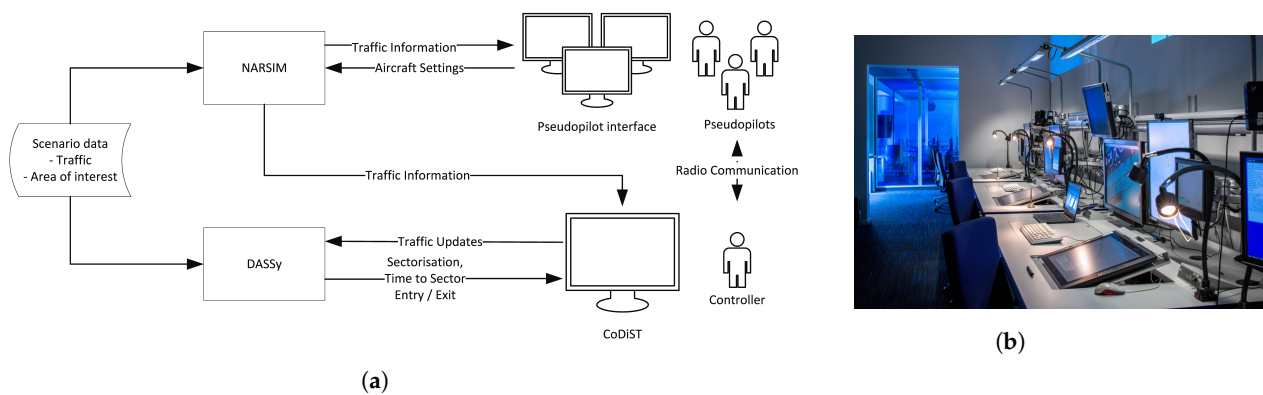 Traffic Information
NARSIM
Aircraft Settings
Pseudopilot interface
Pseudopilots
Scenario data
- Traffic
- Area of interest
Traffic Information
Radio Communication
Traffic Updates
DASSy
Sectorisation,
Time to Sector
Entry / Exit
Controller
CoDiST
(a)
(b)